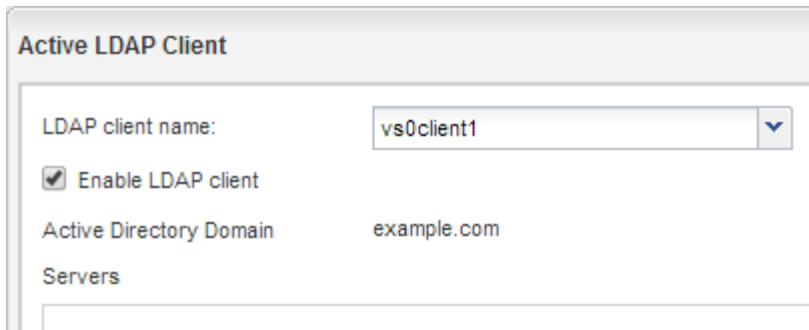 Active LDAP Client
LDAP client name: vs0client1
Enable LDAP client
Active Directory Domain example.com
Servers